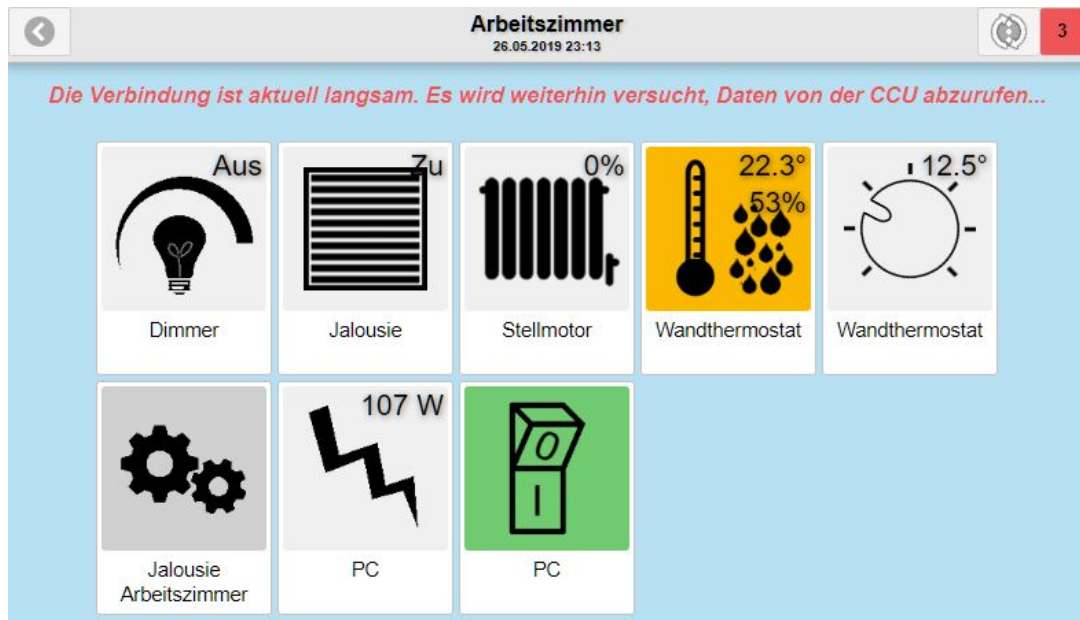 Arbeitszimmer
26.05.2019 23:13
3
Die Verbindung ist aktuell langsam. Es wird weiterhin versucht, Daten von der CCU abzurufen...
Aus
Dimmer
Zu
Jalousie
0%
Stellmotor
22.3°
53%
Wandthermostat
12.5°
Wandthermostat
Jalousie
Arbeitszimmer
107 W
PC
0
I
PC